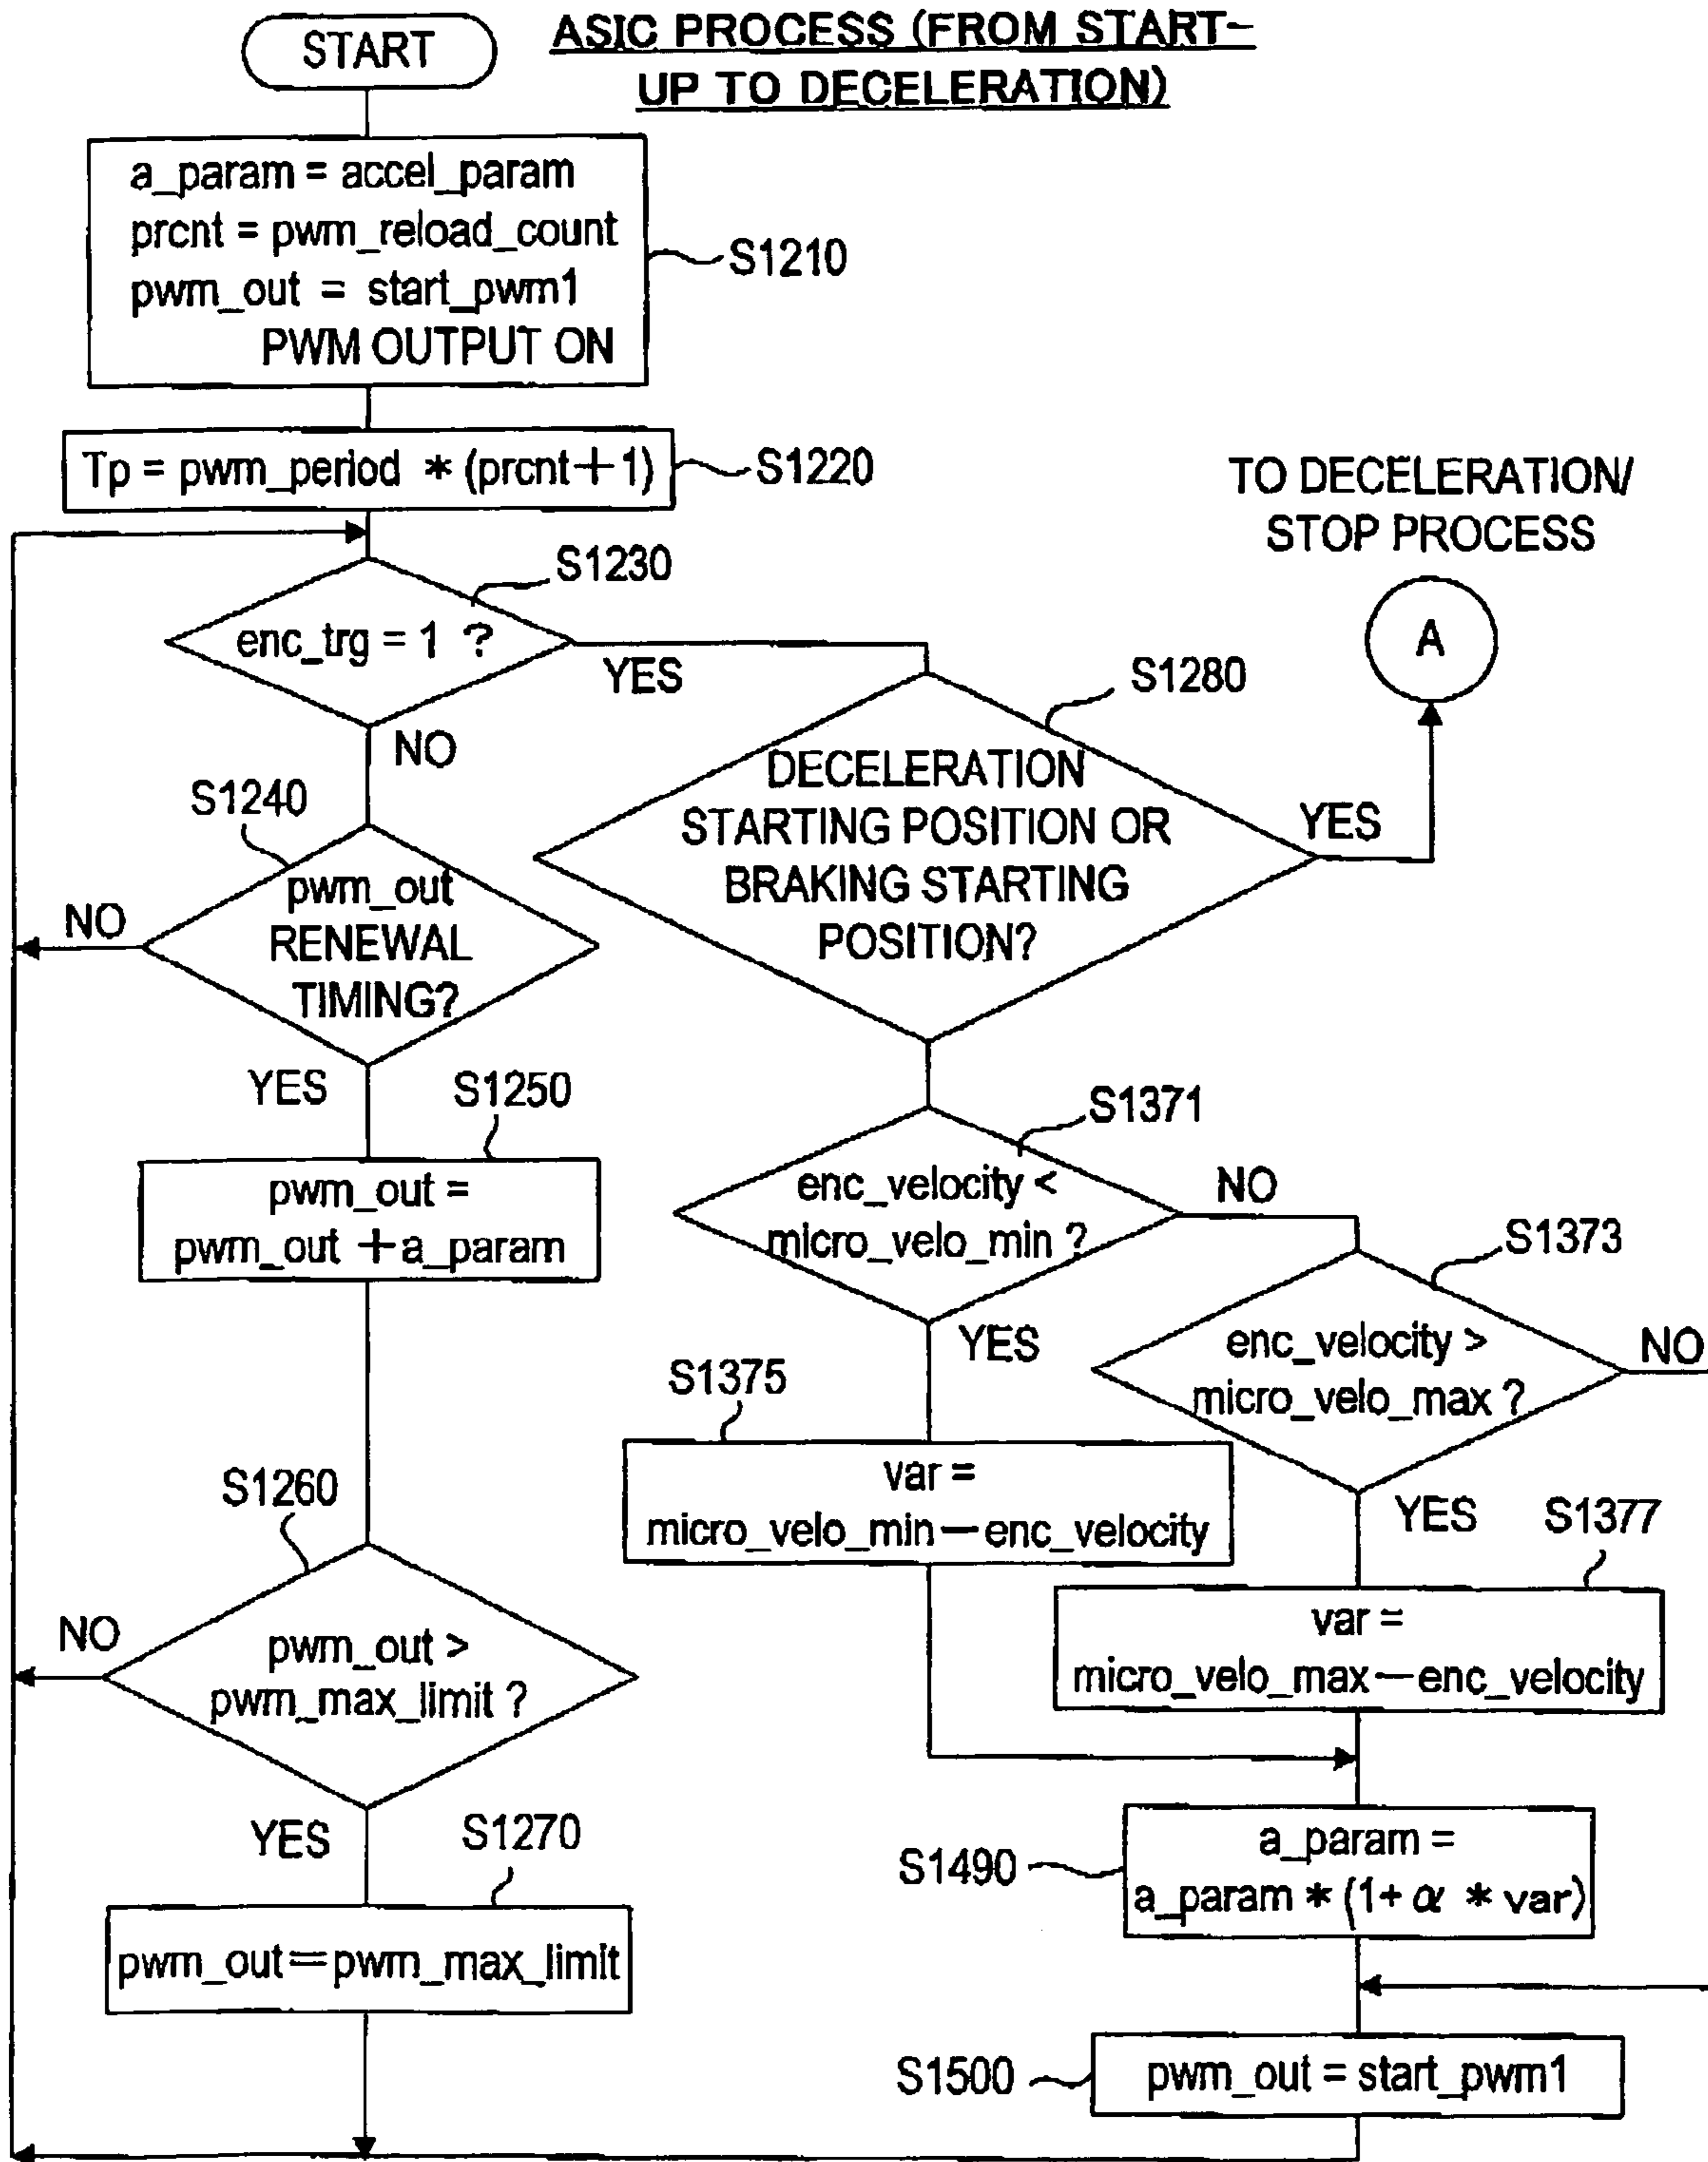 START
ASIC PROCESS (FROM START-
UP TO DECELERATION)
a_param = accel_param
prcnt = pwm_reload_count
pwm_out = start_pwm1
PWM OUTPUT ON
S1210
Tp = pwm_period * (prcnt+1)
S1220
TO DECELERATION/
STOP PROCESS
A
S1230
enc_trg = 1 ?
YES
NO
S1280
DECELERATION
STARTING POSITION OR
BRAKING STARTING
POSITION?
YES
S1240
pwm_out
RENEWAL
TIMING?
NO
YES
S1250
pwm_out =
pwm_out +a_param
S1371
enc_velocity <
micro_velo_min ?
NO
YES
S1373
enc_velocity >
micro_velo_max ?
NO
YES
S1375
var =
micro_velo_min—enc_velocity
S1377
var =
micro_velo_max—enc_velocity
S1260
pwm_out >
pwm_max_limit ?
NO
YES
S1270
pwm_out=pwm_max_limit
S1490
a_param =
a_param * (1+ α * var)
S1500
pwm_out = start_pwm1